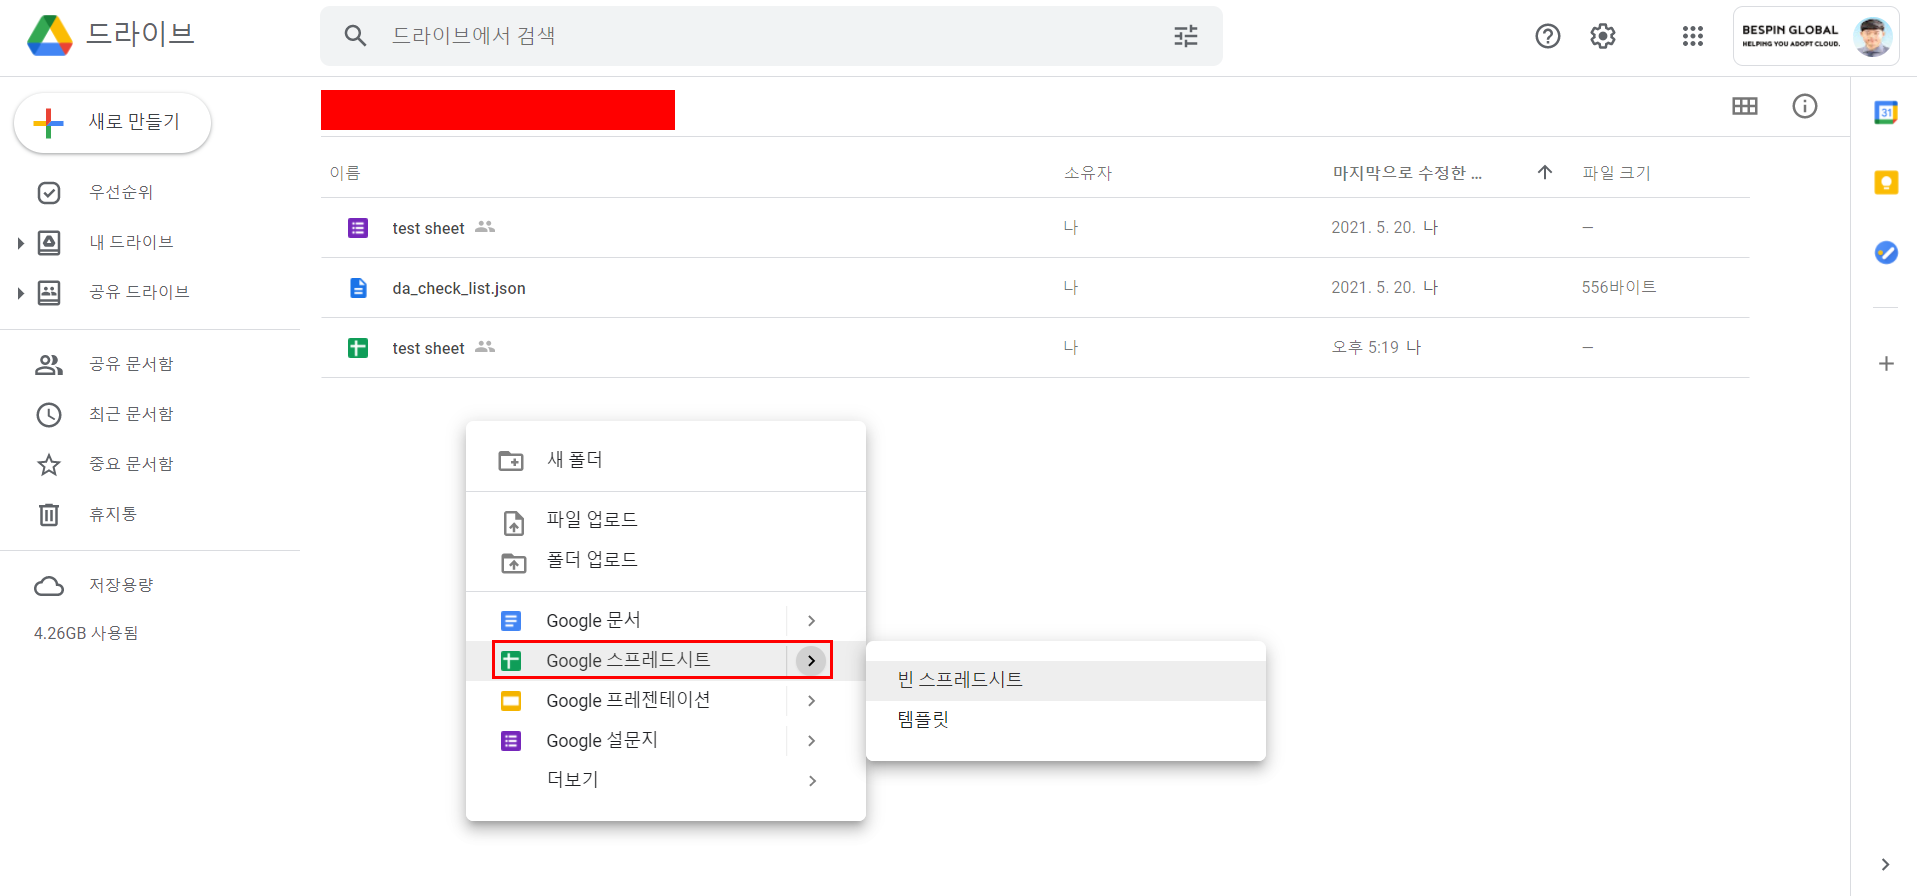 드라이브
드라이브에서 검색
BESPIN GLOBAL
HELPING YOU ADOPT CLOUD.
새로 만들기
우선순위
내 드라이브
공유 드라이브
공유 문서함
최근 문서함
중요 문서함
휴지통
저장용량
4.26GB 사용됨
이름 소유자 마지막으로 수정한 ... 파일 크기
test sheet 나 2021. 5. 20. 나 –
da_check_list.json 나 2021. 5. 20. 나 556바이트
test sheet 나 오후 5:19 나 –
새 폴더
파일 업로드
폴더 업로드
Google 문서
Google 스프레드시트
Google 프레젠테이션
Google 설문지
더보기
빈 스프레드시트
템플릿
31